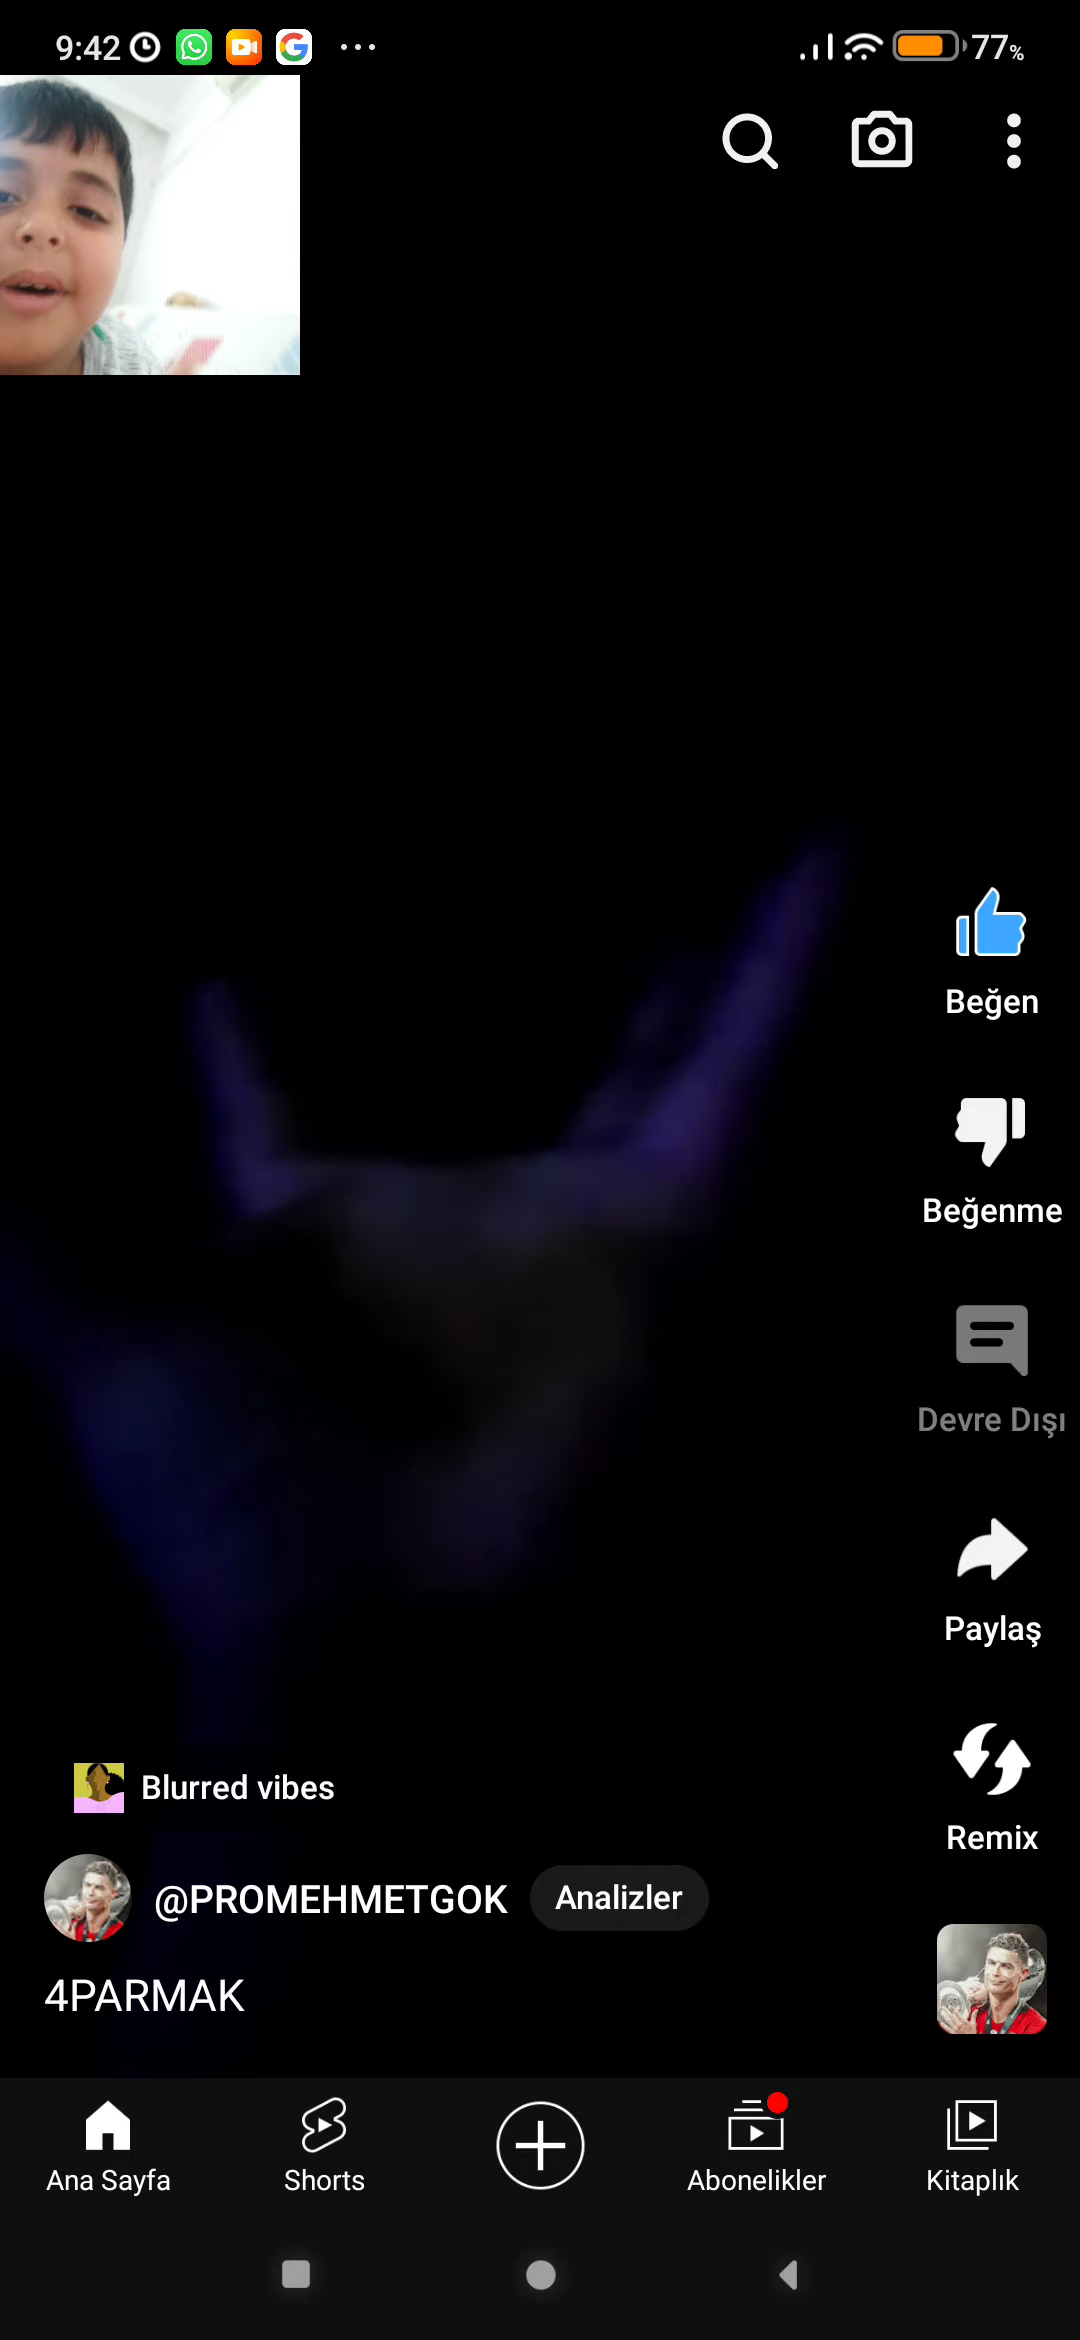 9:42
77%
Beğen
Beğenme
Devre Dışı
Paylaş
Remix
Blurred vibes
@PROMEHMETGOK Analizler
4PARMAK
Ana Sayfa Shorts Abonelikler Kitaplık